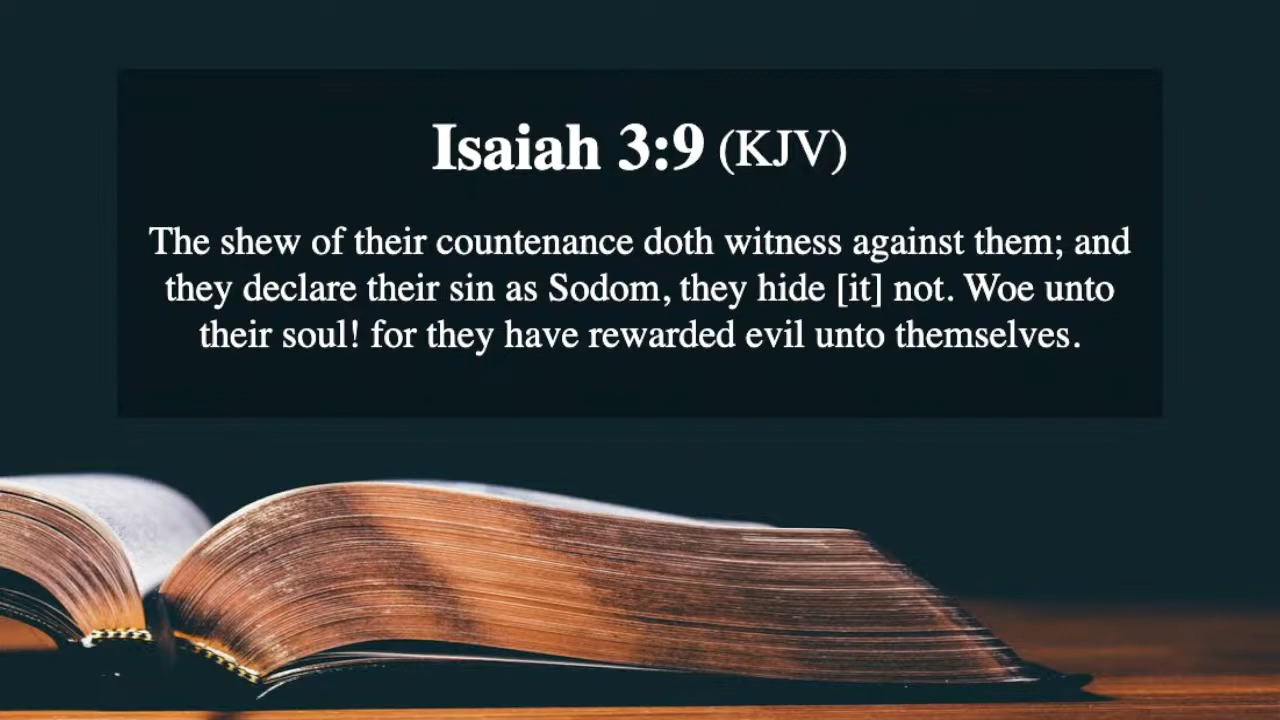 Isaiah 3:9 (KJV)
The shew of their countenance doth witness against them; and
they declare their sin as Sodom, they hide [it] not. Woe unto
their soul! for they have rewarded evil unto themselves.